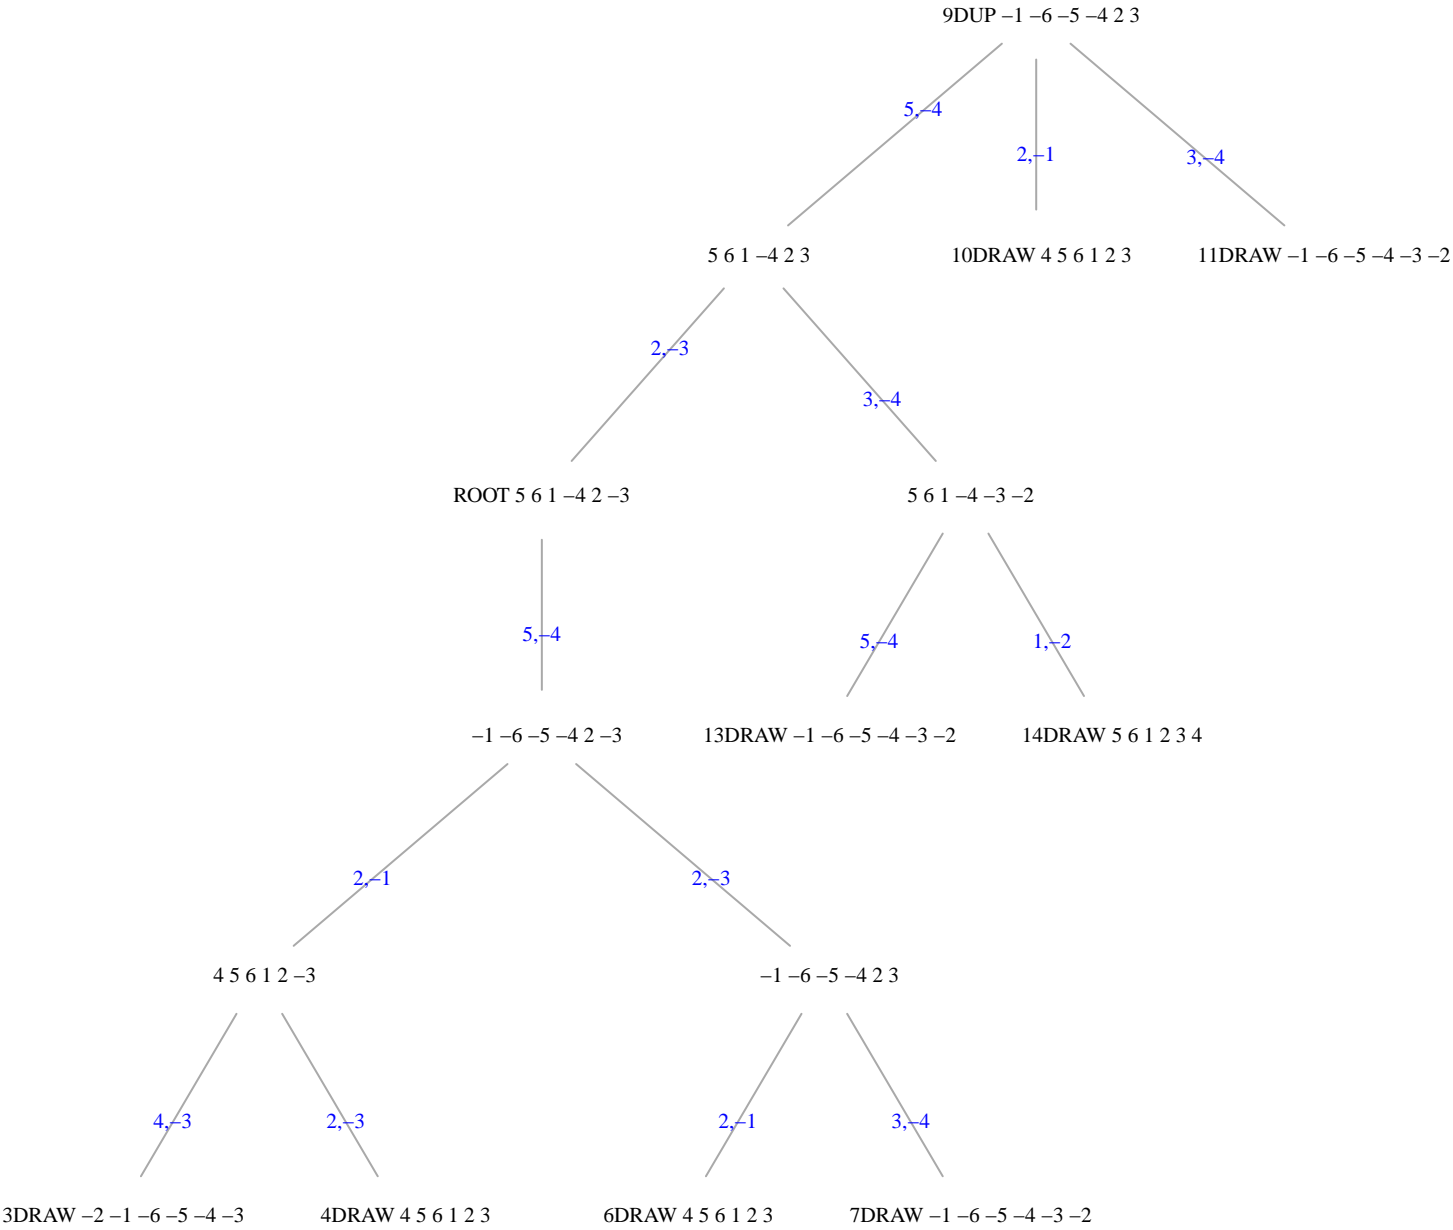 9DUP –1 –6 –5 –4 2 3
5,–4
2,–1
3,–4
5 6 1 –4 2 3
10DRAW 4 5 6 1 2 3
11DRAW –1 –6 –5 –4 –3 –2
2,–3
3,–4
ROOT 5 6 1 –4 2 –3
5 6 1 –4 –3 –2
5,–4
5,–4
1,–2
–1 –6 –5 –4 2 –3
13DRAW –1 –6 –5 –4 –3 –2
14DRAW 5 6 1 2 3 4
2,–1
2,–3
4 5 6 1 2 –3
–1 –6 –5 –4 2 3
4,–3
2,–3
2,–1
3,–4
3DRAW –2 –1 –6 –5 –4 –3
4DRAW 4 5 6 1 2 3
6DRAW 4 5 6 1 2 3
7DRAW –1 –6 –5 –4 –3 –2